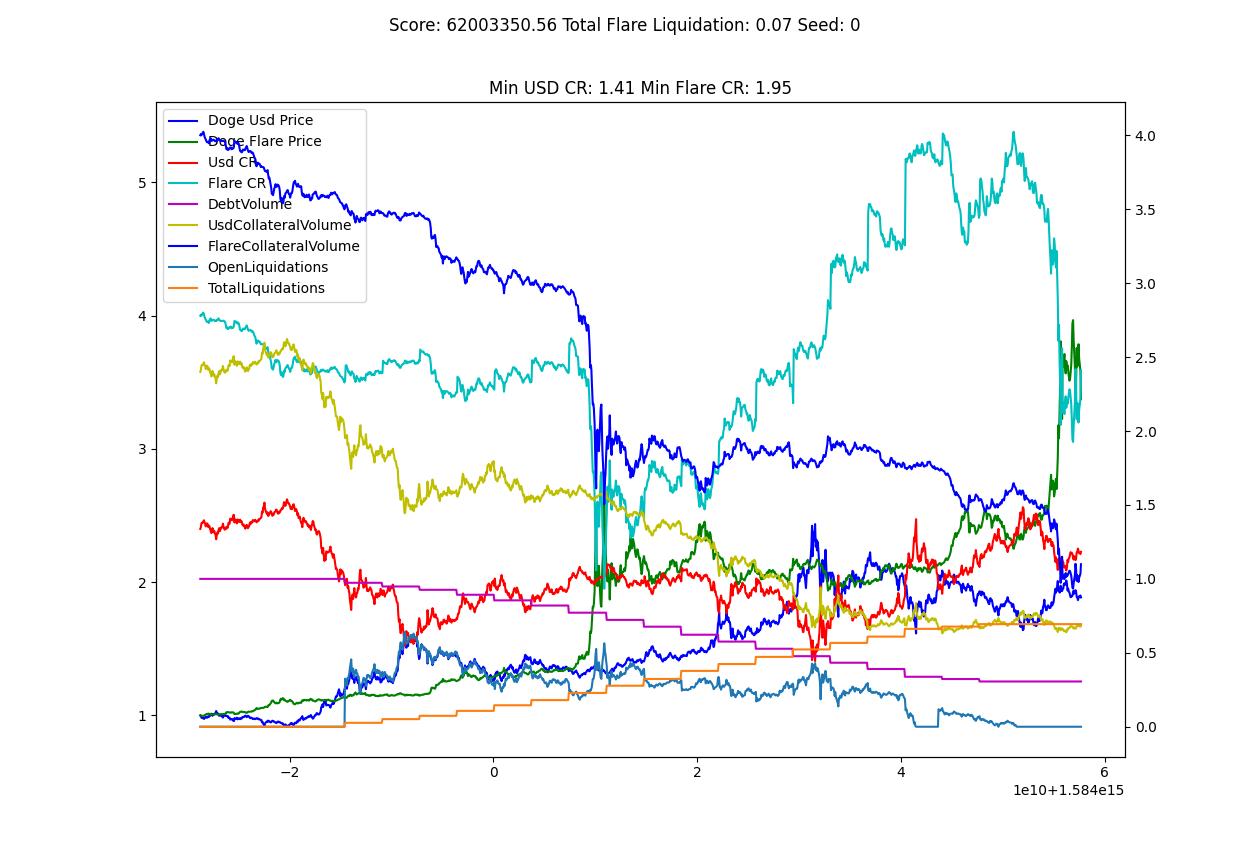 Score: 62003350.56 Total Flare Liquidation: 0.07 Seed: 0
Min USD CR: 1.41 Min Flare CR: 1.95
Doge Usd Price
Doge Flare Price
Usd CR
Flare CR
DebtVolume
UsdCollateralVolume
FlareCollateralVolume
OpenLiquidations
TotalLiquidations
5
4
3
2
1
4.0
3.5
3.0
2.5
2.0
1.5
1.0
0.5
0.0
−2 0 2 4 6
1e10+1.584e15